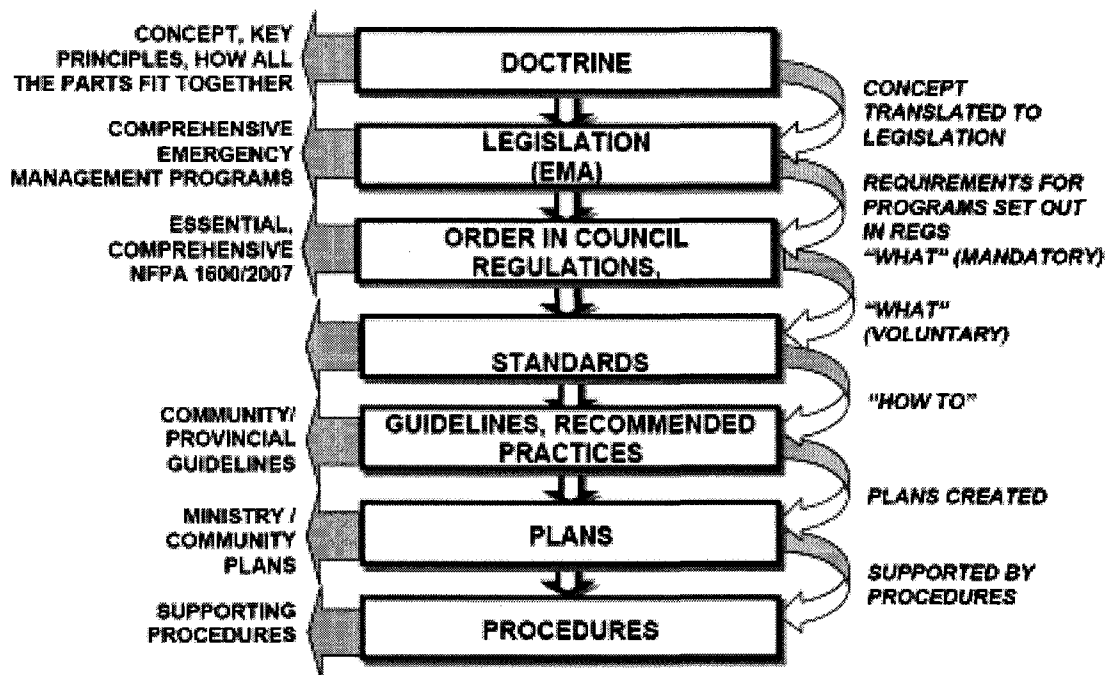 CONCEPT, KEY
PRINCIPLES, HOW ALL
THE PARTS FIT TOGETHER
DOCTRINE
CONCEPT
TRANSLATED TO
LEGISLATION
COMPREHENSIVE
EMERGENCY
MANAGEMENT PROGRAMS
LEGISLATION
(EMA)
REQUIREMENTS FOR
PROGRAMS SET OUT
IN REGS
"WHAT" (MANDATORY)
ESSENTIAL,
COMPREHENSIVE
NFPA 1600/2007
ORDER IN COUNCIL
REGULATIONS,
"WHAT"
(VOLUNTARY)
STANDARDS
"HOW TO"
COMMUNITY/
PROVINCIAL
GUIDELINES
GUIDELINES, RECOMMENDED
PRACTICES
PLANS CREATED
MINISTRY /
COMMUNITY
PLANS
PLANS
SUPPORTED BY
PROCEDURES
SUPPORTING
PROCEDURES
PROCEDURES